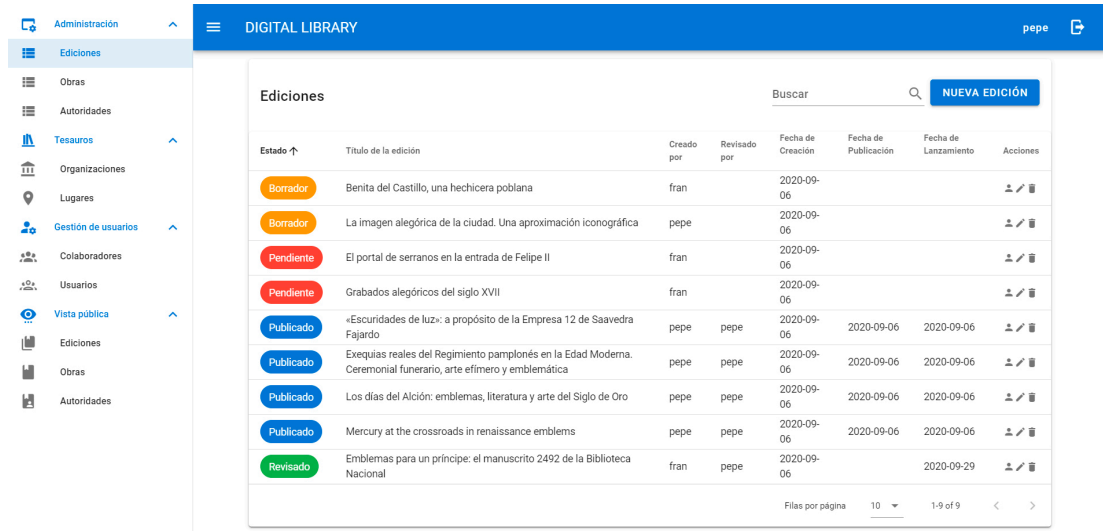 Administración
Ediciones
Obras
Autoridades
Tesauros
Organizaciones
Lugares
Gestión de usuarios
Colaboradores
Usuarios
Vista pública
Ediciones
Obras
Autoridades
DIGITAL LIBRARY
pepe
Ediciones
Buscar
NUEVA EDICIÓN
Estado Título de la edición Creado por Revisado por Fecha de Creación Fecha de Publicación Fecha de Lanzamiento Acciones
Borrador Benita del Castillo, una hechicera poblana fran 2020-09-06
Borrador La imagen alegórica de la ciudad. Una aproximación iconográfica pepe 2020-09-06
Pendiente El portal de serranos en la entrada de Felipe II fran 2020-09-06
Pendiente Grabados alegóricos del siglo XVII fran 2020-09-06
Publicado «Escuridades de luz»: a propósito de la Empresa 12 de Saavedra Fajardo pepe pepe 2020-09-06 2020-09-06 2020-09-06
Publicado Exequias reales del Regimiento pamplonés en la Edad Moderna. Ceremonial funerario, arte efímero y emblemática pepe pepe 2020-09-06 2020-09-06 2020-09-06
Publicado Los días del Alción: emblemas, literatura y arte del Siglo de Oro pepe pepe 2020-09-06 2020-09-06 2020-09-06
Publicado Mercury at the crossroads in renaissance emblems pepe pepe 2020-09-06 2020-09-06 2020-09-06
Revisado Emblemas para un príncipe: el manuscrito 2492 de la Biblioteca Nacional fran pepe 2020-09-06 2020-09-29
Filas por página 10 1-9 of 9